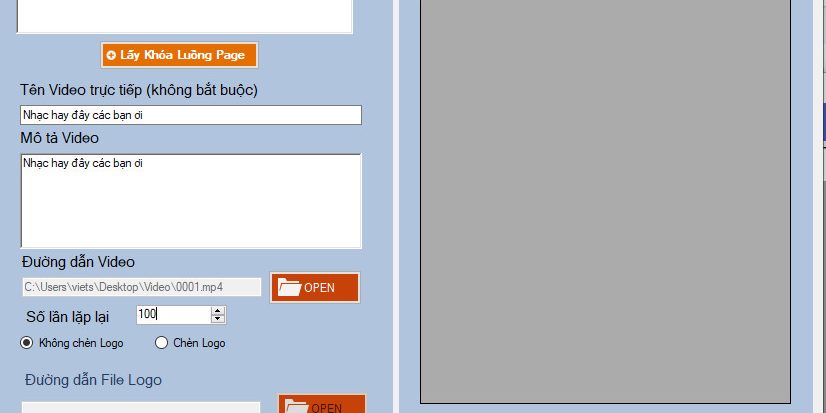 Lấy Khóa Luồng Page
Tên Video trực tiếp (không bắt buộc)
Nhạc hay đây các bạn ơi
Mô tả Video
Nhạc hay đây các bạn ơi
Đường dẫn Video
C:\Users\viets\Desktop\Video\0001.mp4
OPEN
Số lần lặp lại
100
Không chèn Logo
Chèn Logo
Đường dẫn File Logo
OPEN